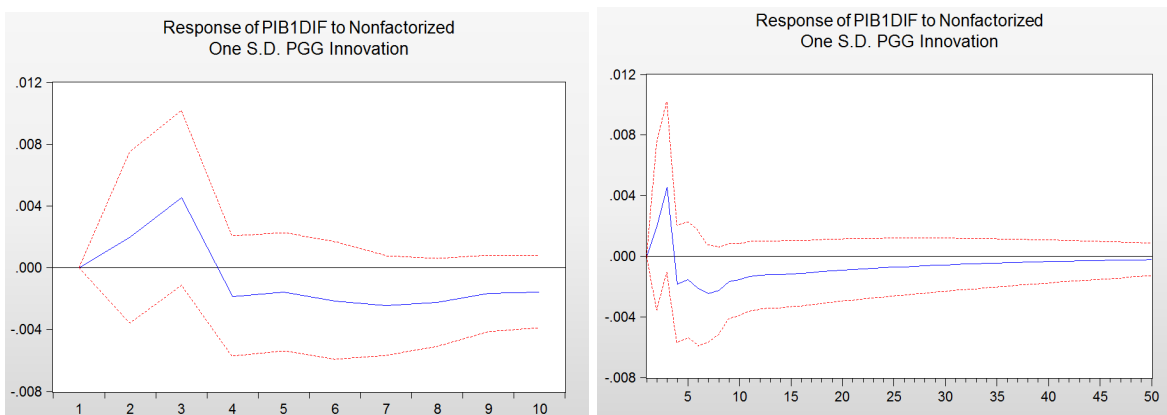 Response of PIB1DIF to Nonfactorized
One S.D. PGG Innovation
.012
.008
.004
.000
-.004
-.008
1 2 3 4 5 6 7 8 9 10
Response of PIB1DIF to Nonfactorized
One S.D. PGG Innovation
.012
.008
.004
.000
-.004
-.008
5 10 15 20 25 30 35 40 45 50